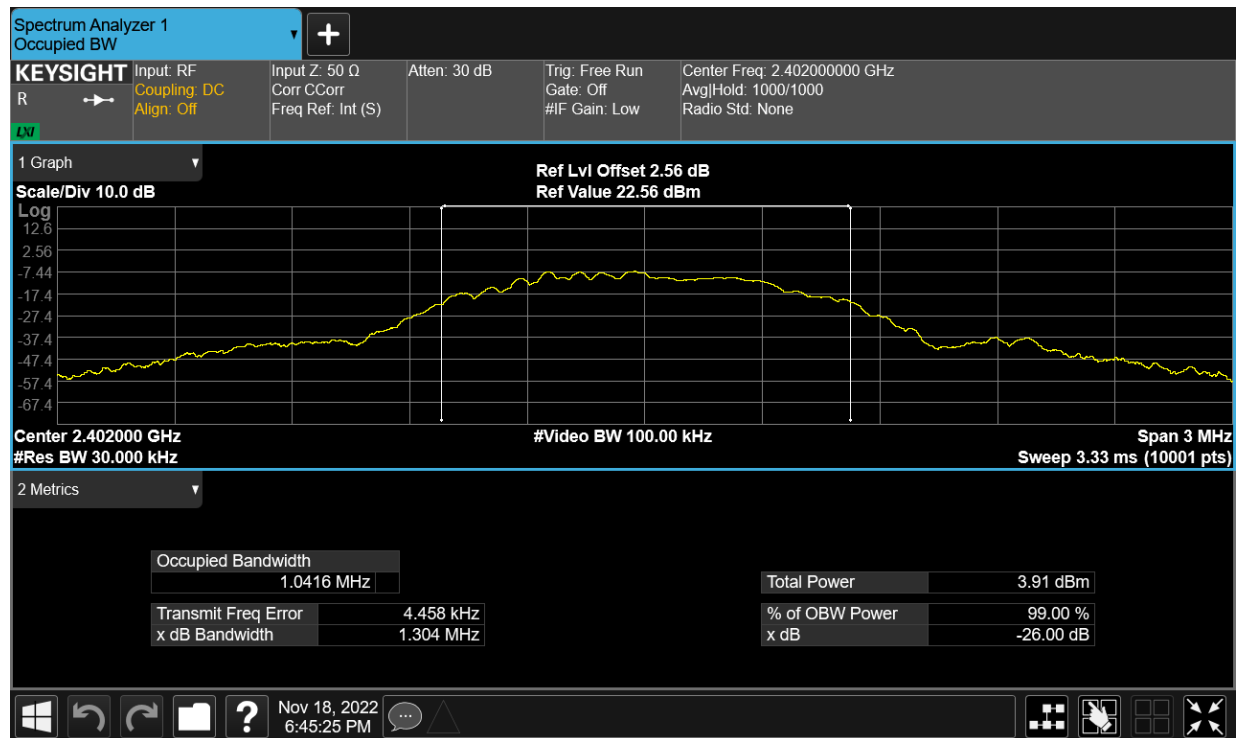 Spectrum Analyzer 1
Occupied BW
+
KEYSIGHT Input: RF Input Z: 50 Ω Atten: 30 dB Trig: Free Run Center Freq: 2.402000000 GHz
R Coupling: DC Corr CCorr Gate: Off Avg|Hold: 1000/1000
Align: Off Freq Ref: Int (S) #IF Gain: Low Radio Std: None
LXI
1 Graph
Ref Lvl Offset 2.56 dB
Scale/Div 10.0 dB Ref Value 22.56 dBm
Log
12.6
2.56
-7.44
-17.4
-27.4
-37.4
-47.4
-57.4
-67.4
Center 2.402000 GHz #Video BW 100.00 kHz Span 3 MHz
#Res BW 30.000 kHz Sweep 3.33 ms (10001 pts)
2 Metrics
Occupied Bandwidth
1.0416 MHz Total Power 3.91 dBm
Transmit Freq Error 4.458 kHz % of OBW Power 99.00 %
x dB Bandwidth 1.304 MHz x dB -26.00 dB
? Nov 18, 2022
6:45:25 PM